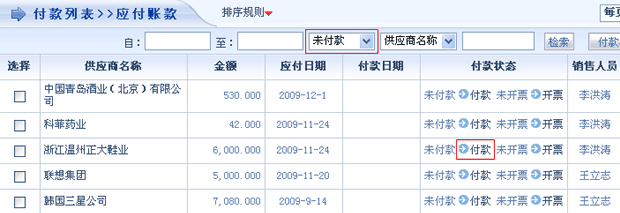 付款列表>>应付账款 排序规则 每页
自： 至： 未付款 供应商名称 检索 付款
选择 供应商名称 金额 应付日期 付款日期 付款状态 销售人员
中国青岛酒业（北京）有限公
司 530.000 2009-12-1 未付款 付款 未开票 开票 李洪涛
科菲药业 42.000 2009-11-24 未付款 付款 未开票 开票 李洪涛
浙江温州正大鞋业 6,000.000 2009-11-24 未付款 付款 未开票 开票 李洪涛
联想集团 5,000.000 2009-11-20 未付款 付款 未开票 开票 王立志
韩国三星公司 7,080.000 2009-9-14 未付款 付款 未开票 开票 王立志